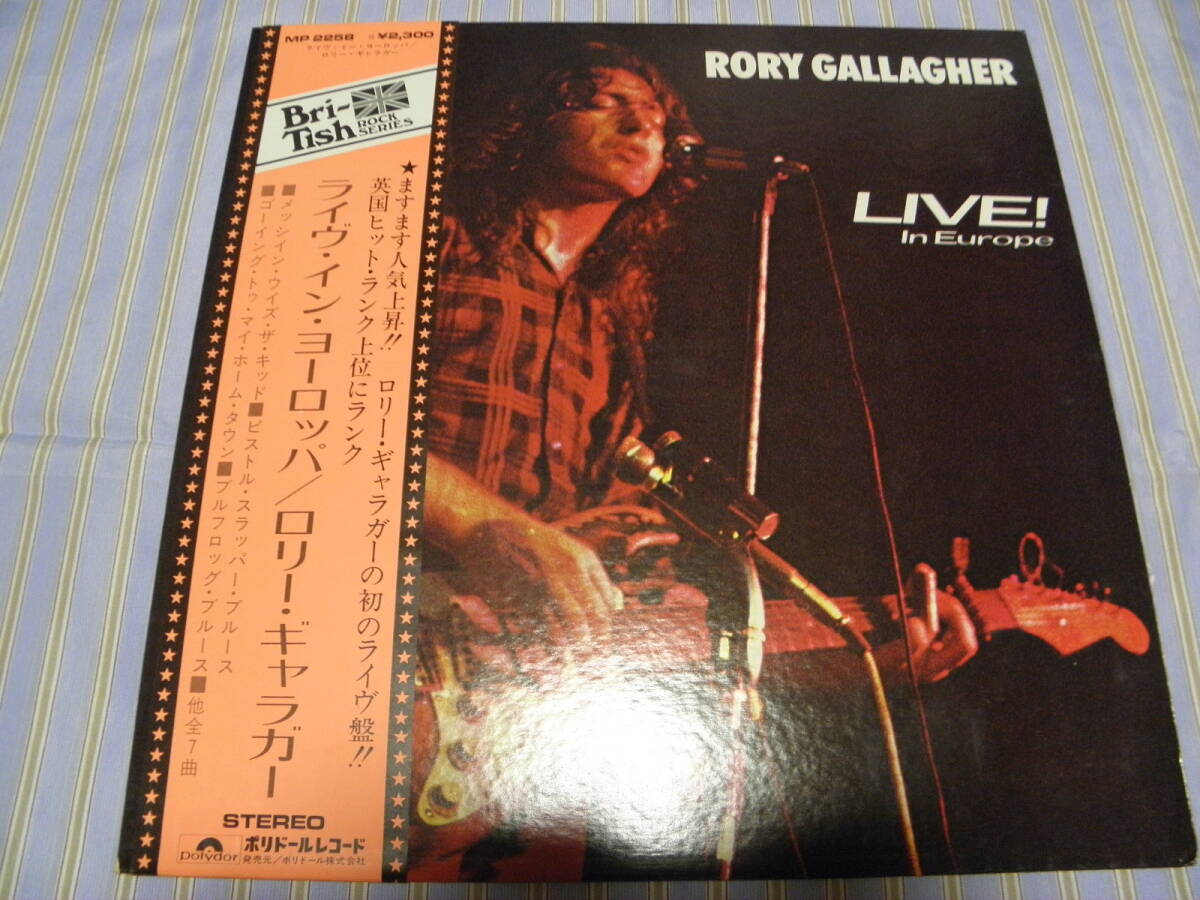 MP 2258 ¥2,300
ライヴ・イン・ヨーロッパ/
ロリー・ギャラガー
Bri-
Tish
ROCK
SERIES
★ますます人気上昇!! ロリー・ギャラガーの初のライヴ盤!!
英国ヒット・ランク上位にランク
ライヴ・イン・ヨーロッパ/ロリー・ギャラガー
■メッシイン・ウイズ・ザ・キッド■ピストル・スラッパー・ブルース
■ゴーイング・トゥ・マイ・ホーム・タウン■ブルフロッグ・ブルース■他全7曲
STEREO
polydor
ポリドールレコード
発売元/ポリドール株式会社
RORY GALLAGHER
LIVE!
In Europe